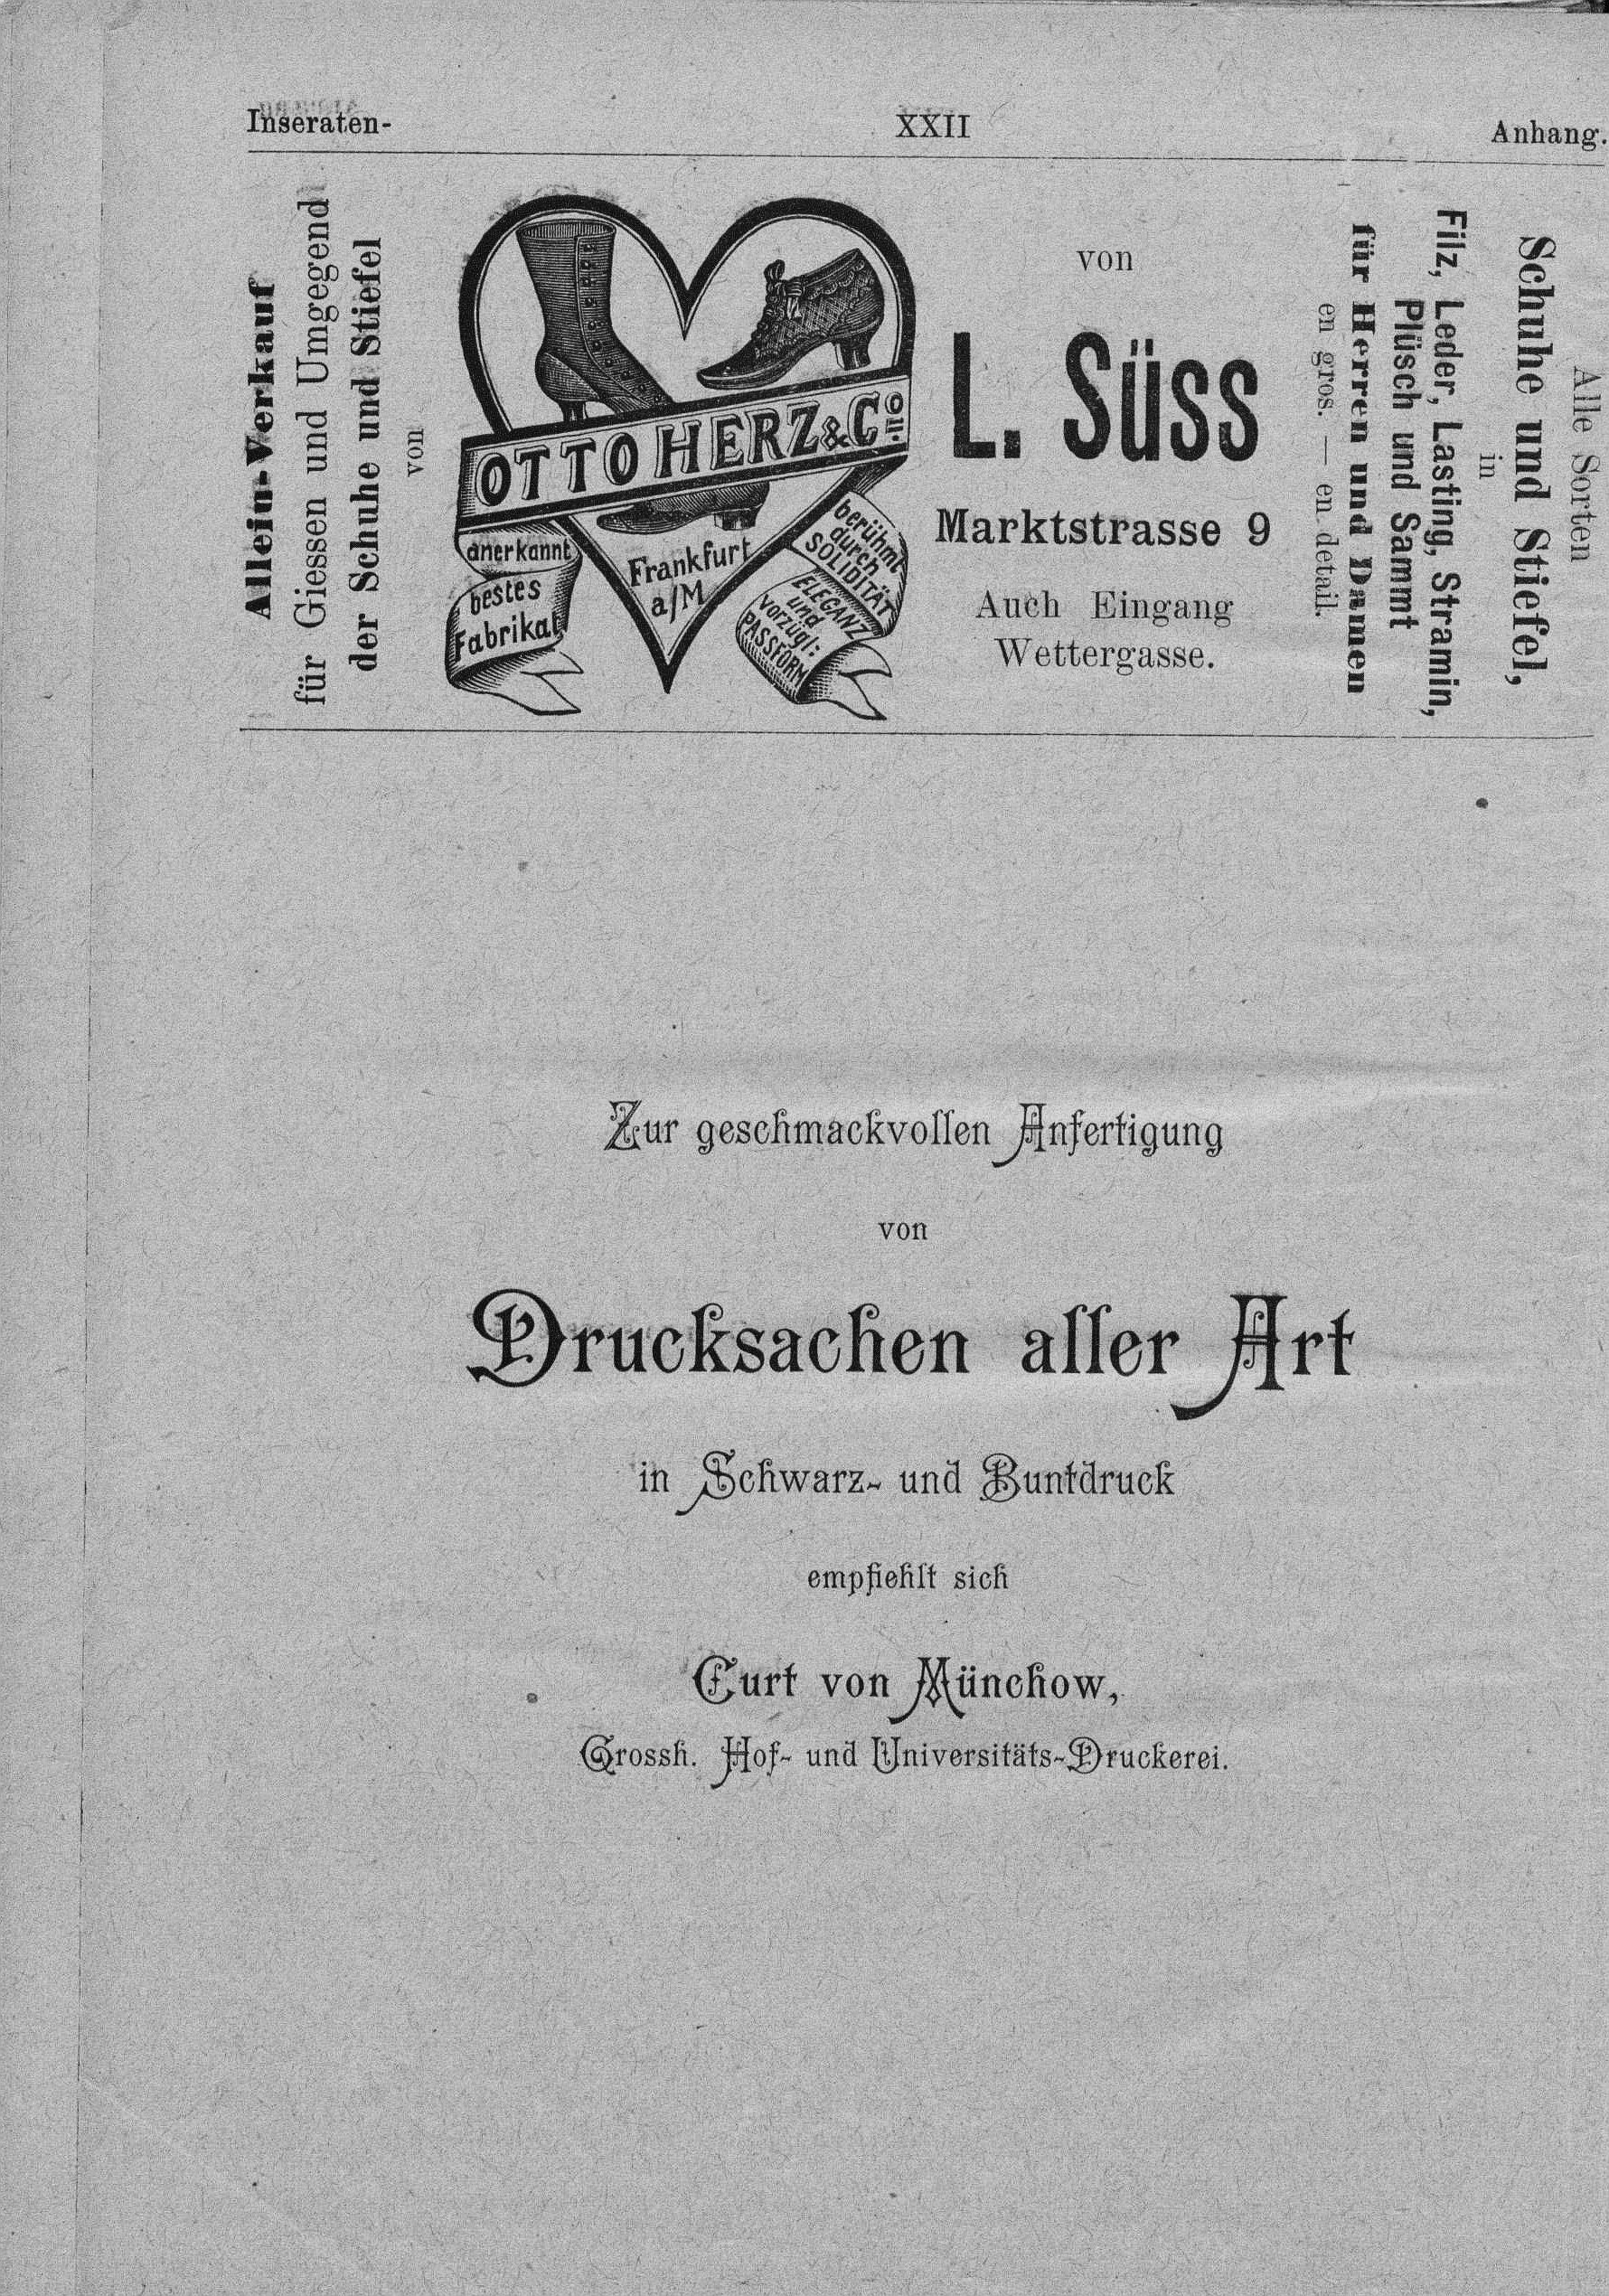 Inseraten- XXII Anhang.
Allein-Verkauf
für Giessen und Umgegend
der Schuhe und Stiefel
von
OTTO HERZ & Co
anerkannt
bestes
Fabrikat
Frankfurt
a/M
berühmt
durch
SOLIDITÄT
ELEGANZ
und
vorzügl:
PASSFORM
von
L. Süss
Marktstrasse 9
Auch Eingang
Wettergasse.
Alle Sorten
Schuhe und Stiefel,
in
Filz, Leder, Lasting, Stramin,
Plüsch und Sammt
für Herren und Damen
en gros. — en detail.
Zur geschmackvollen Anfertigung
von
Drucksachen aller Art
in Schwarz- und Buntdruck
empfiehlt sich
Curt von Münchow,
Grossh. Hof- und Universitäts-Druckerei.